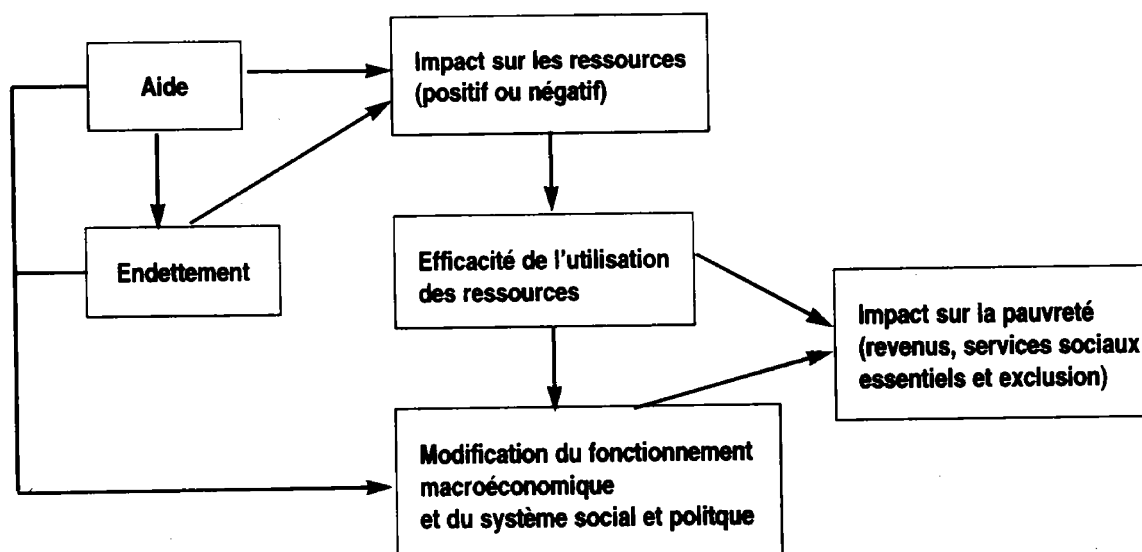 Aide
Impact sur les ressources
(positif ou négatif)
Endettement
Efficacité de l'utilisation
des ressources
Impact sur la pauvreté
(revenus, services sociaux
essentiels et exclusion)
Modification du fonctionnement
macroéconomique
et du système social et politque